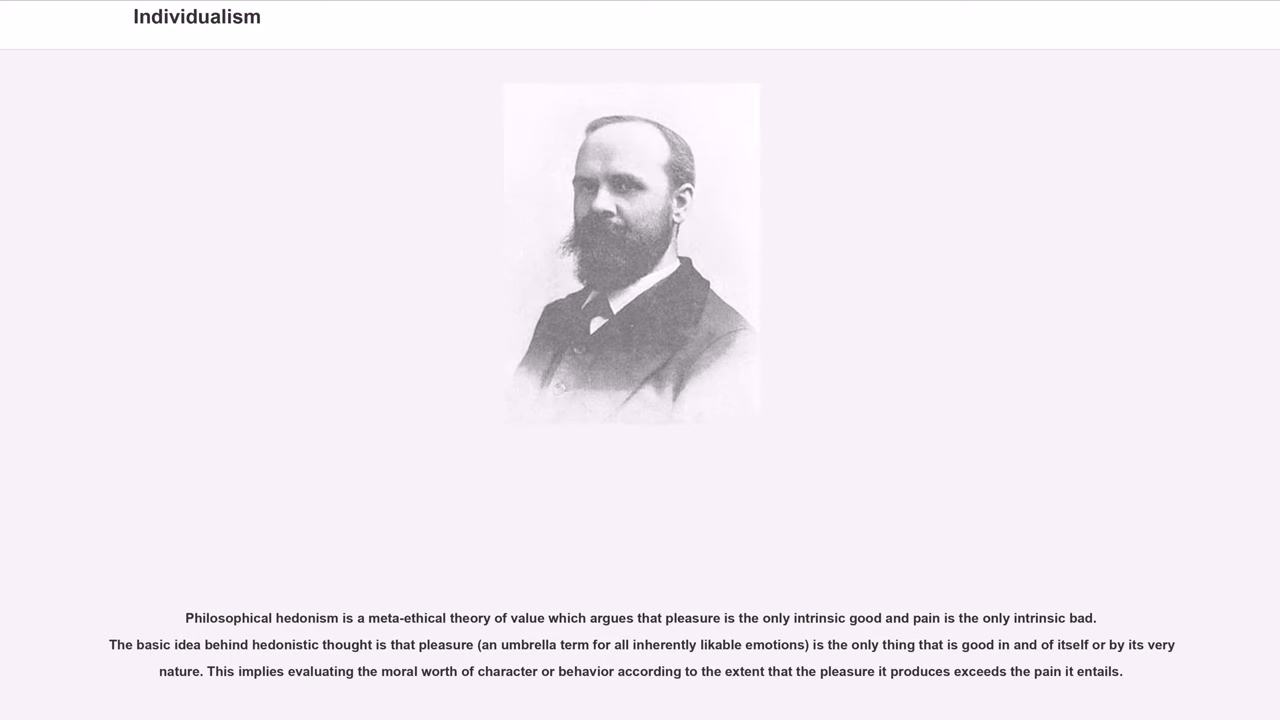 Individualism
Philosophical hedonism is a meta-ethical theory of value which argues that pleasure is the only intrinsic good and pain is the only intrinsic bad.
The basic idea behind hedonistic thought is that pleasure (an umbrella term for all inherently likable emotions) is the only thing that is good in and of itself or by its very
nature. This implies evaluating the moral worth of character or behavior according to the extent that the pleasure it produces exceeds the pain it entails.